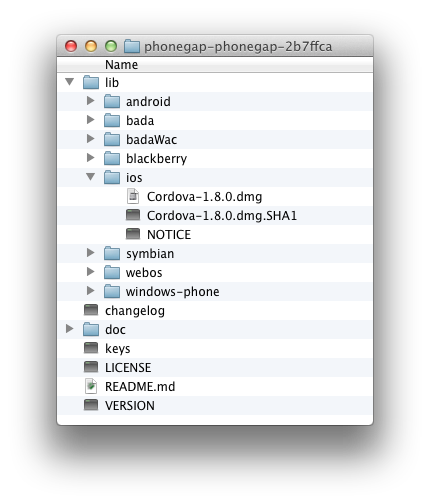 phonegap-phonegap-2b7ffca
Name
lib
android
bada
badaWac
blackberry
ios
Cordova-1.8.0.dmg
Cordova-1.8.0.dmg.SHA1
NOTICE
symbian
webos
windows-phone
changelog
doc
keys
LICENSE
README.md
VERSION